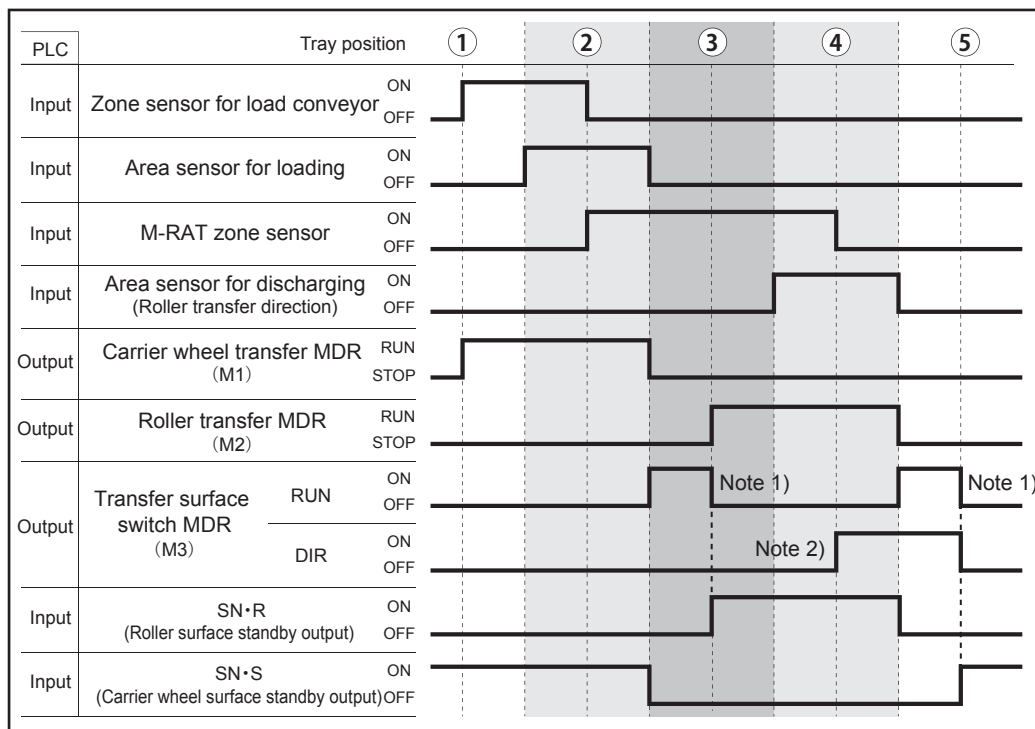 PLC Tray position ① ② ③ ④ ⑤
Input Zone sensor for load conveyor ON
OFF
Input Area sensor for loading ON
OFF
Input M-RAT zone sensor ON
OFF
Input Area sensor for discharging ON
(Roller transfer direction) OFF
Output Carrier wheel transfer MDR RUN
(M1) STOP
Output Roller transfer MDR RUN
(M2) STOP
Output Transfer surface
switch MDR
(M3)
RUN ON
OFF
Note 1) Note 1)
DIR ON
OFF
Note 2)
Input SN・R ON
(Roller surface standby output) OFF
Input SN・S ON
(Carrier wheel surface standby output) OFF